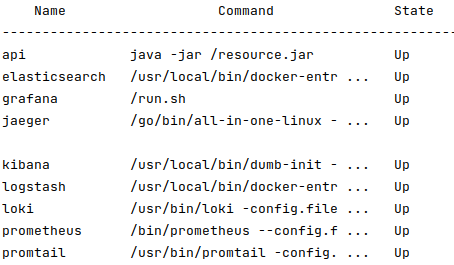 Name Command State
--------------------------------------------------------
api java -jar /resource.jar Up
elasticsearch /usr/local/bin/docker-entr ... Up
grafana /run.sh Up
jaeger /go/bin/all-in-one-linux - ... Up
kibana /usr/local/bin/dumb-init - ... Up
logstash /usr/local/bin/docker-entr ... Up
loki /usr/bin/loki -config.file ... Up
prometheus /bin/prometheus --config.f ... Up
promtail /usr/bin/promtail -config. ... Up